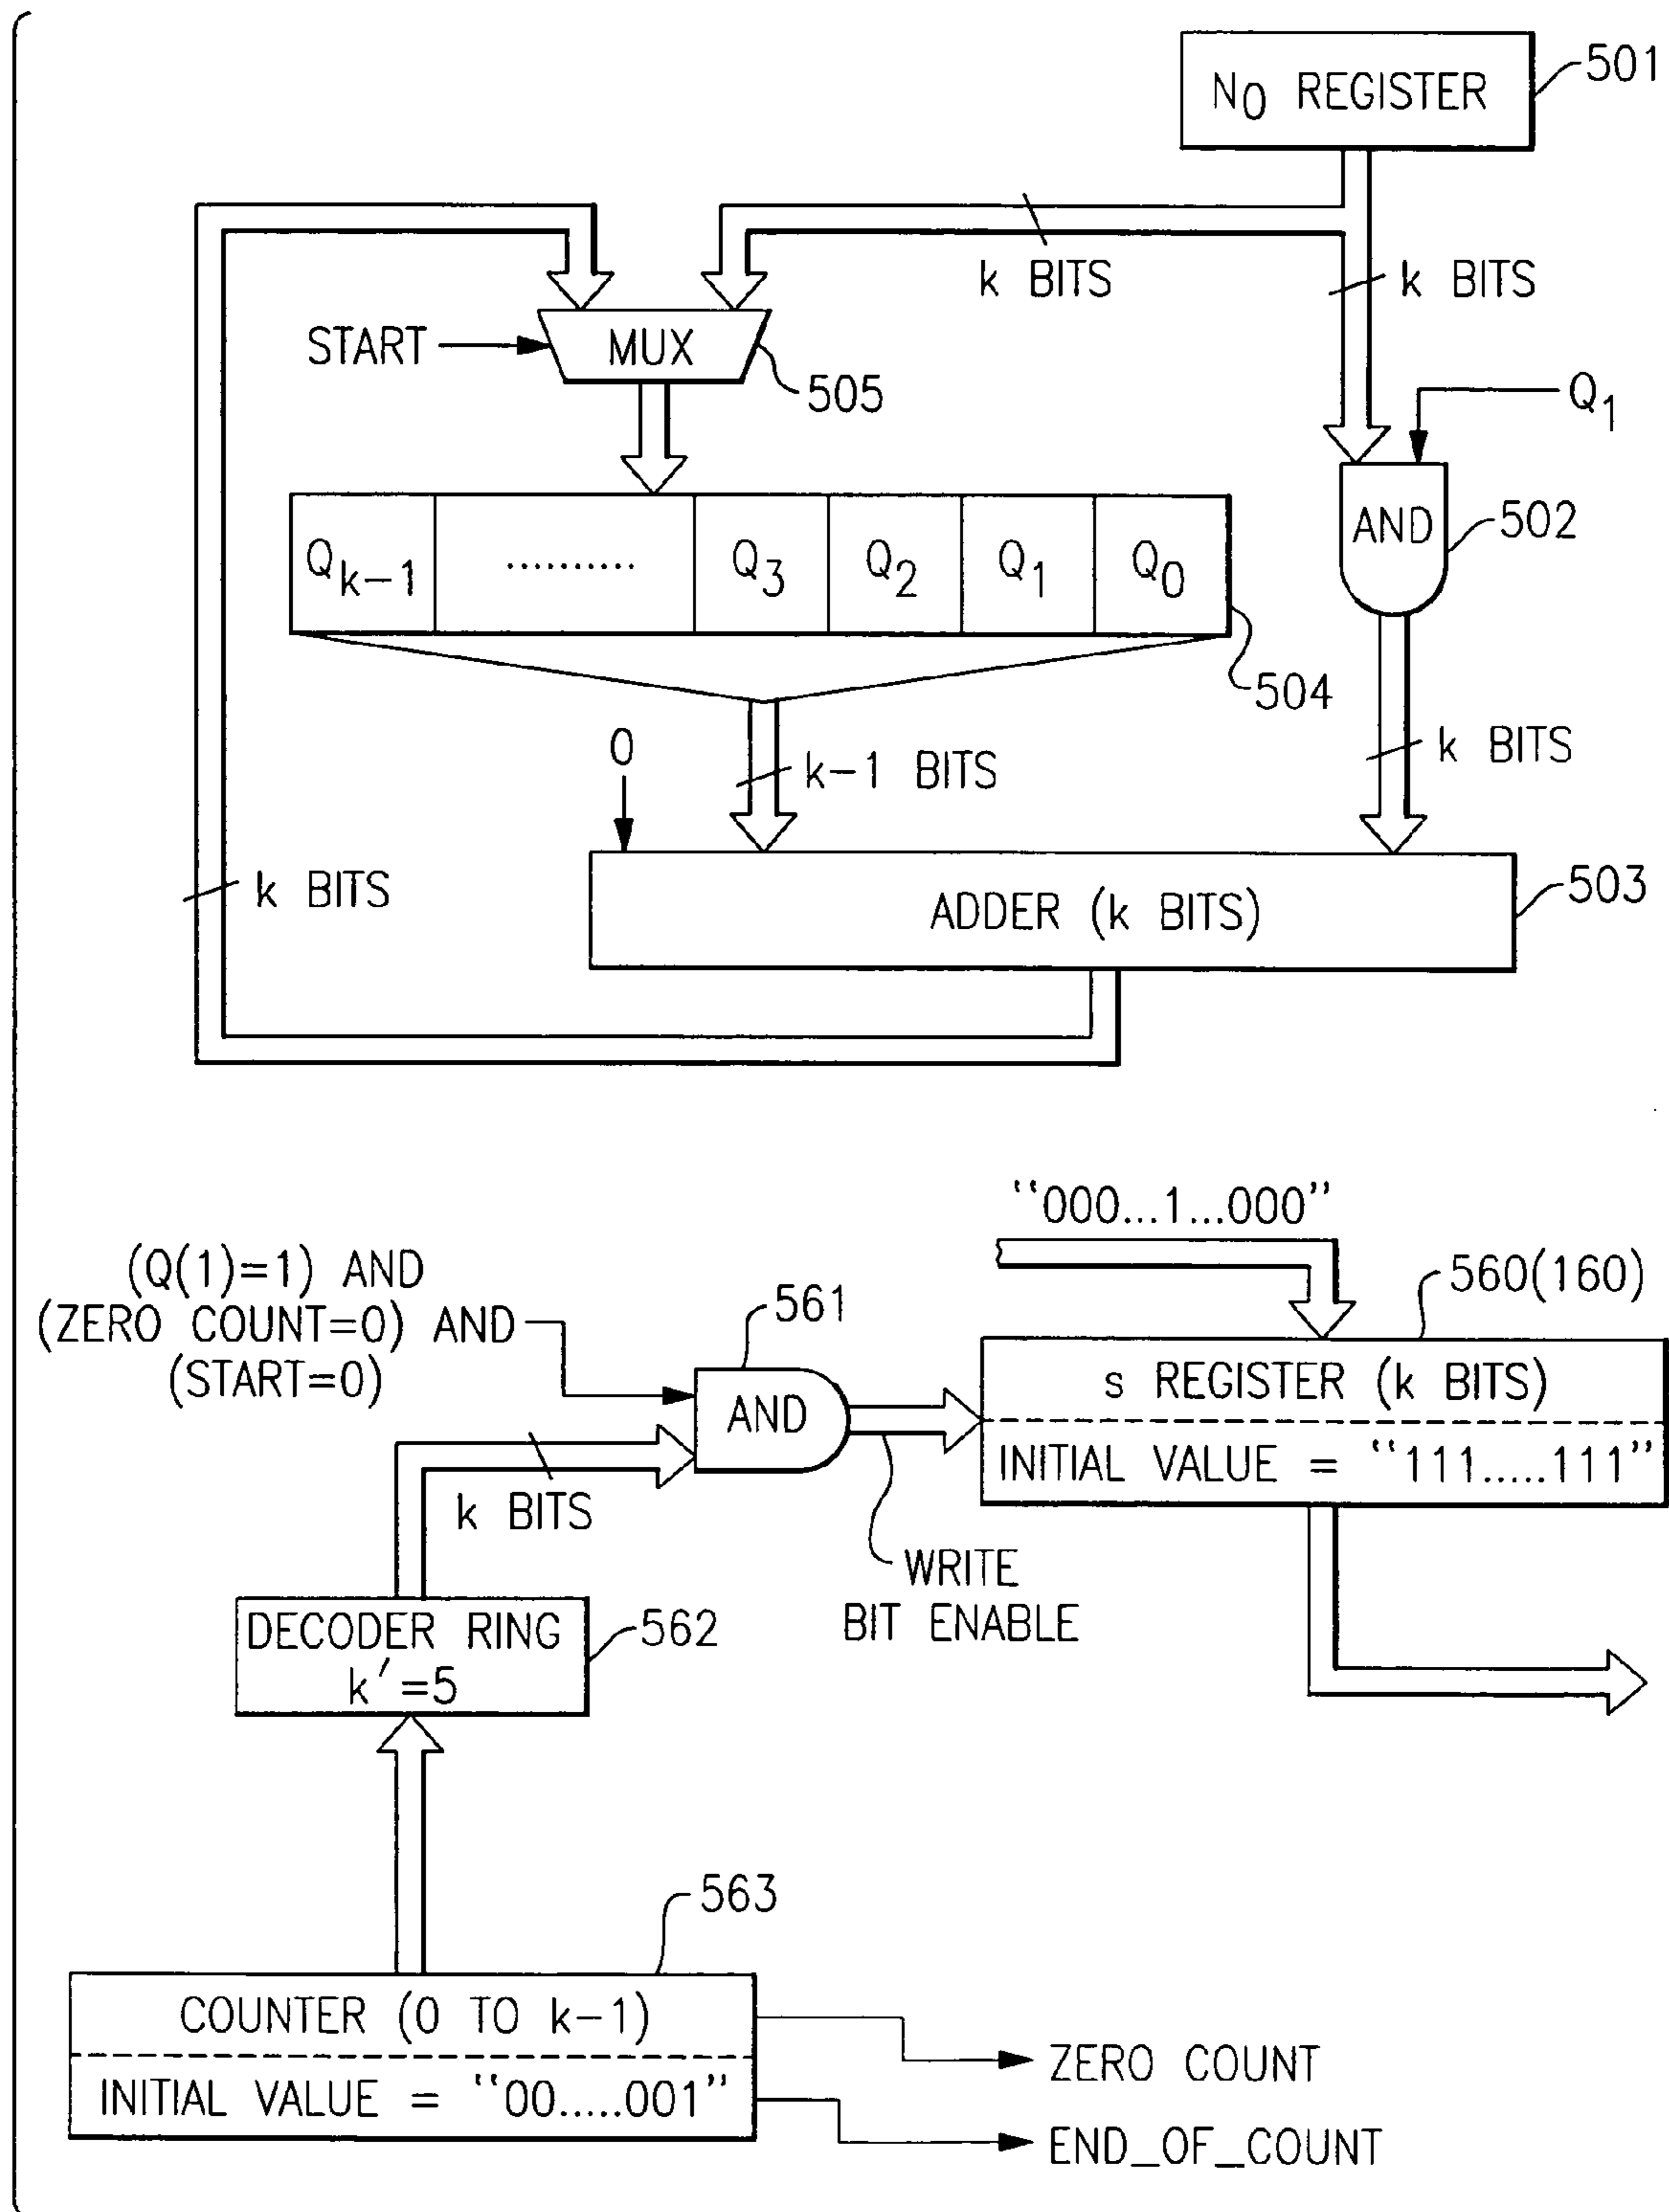 N0 REGISTER
501
k BITS
k BITS
START
MUX
505
Q1
AND
502
Qk-1
..........
Q3
Q2
Q1
Q0
504
0
k-1 BITS
k BITS
k BITS
ADDER (k BITS)
503
"000...1...000"
(Q(1)=1) AND
(ZERO COUNT=0) AND
(START=0)
561
560(160)
AND
s REGISTER (k BITS)
INITIAL VALUE = "111.....111"
k BITS
WRITE
BIT ENABLE
DECODER RING
k'=5
562
563
COUNTER (0 TO k-1)
INITIAL VALUE = "00.....001"
ZERO COUNT
END_OF_COUNT